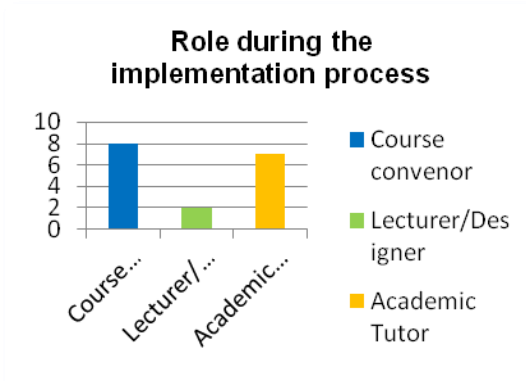 Role during the
implementation process
10
8
6
4
2
0
Course...
Lecturer/...
Academic...
Course
convenor
Lecturer/Des
igner
Academic
Tutor